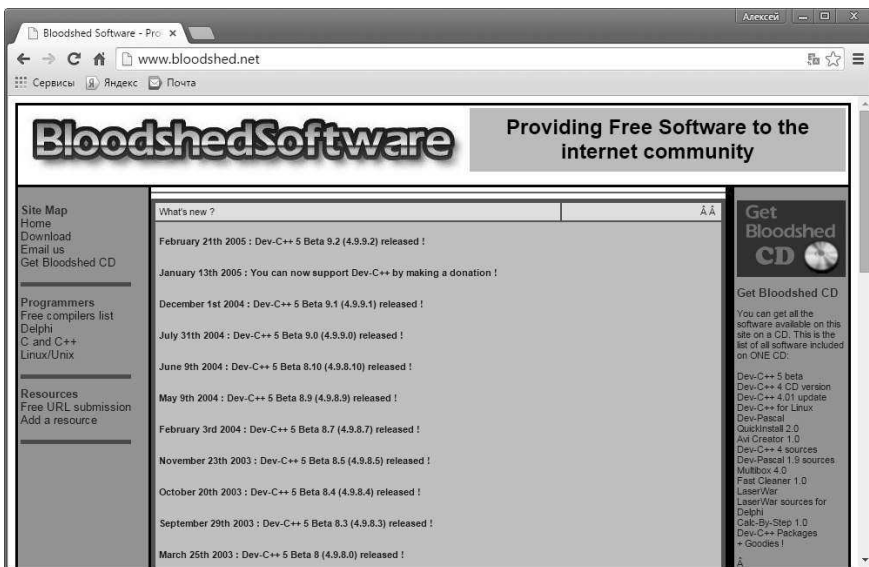 Алексей
Bloodshed Software - Pro
www.bloodshed.net
Сервисы Яндекс Почта
BloodshedSoftware
Providing Free Software to the
internet community
Site Map
Home
Download
Email us
Get Bloodshed CD
Programmers
Free compilers list
Delphi
C and C++
Linux/Unix
Resources
Free URL submission
Add a resource
What's new ? Â Â
February 21th 2005 : Dev-C++ 5 Beta 9.2 (4.9.9.2) released !
January 13th 2005 : You can now support Dev-C++ by making a donation !
December 1st 2004 : Dev-C++ 5 Beta 9.1 (4.9.9.1) released !
July 31th 2004 : Dev-C++ 5 Beta 9.0 (4.9.9.0) released !
June 9th 2004 : Dev-C++ 5 Beta 8.10 (4.9.8.10) released !
May 9th 2004 : Dev-C++ 5 Beta 8.9 (4.9.8.9) released !
February 3rd 2004 : Dev-C++ 5 Beta 8.7 (4.9.8.7) released !
November 23th 2003 : Dev-C++ 5 Beta 8.5 (4.9.8.5) released !
October 20th 2003 : Dev-C++ 5 Beta 8.4 (4.9.8.4) released !
September 29th 2003 : Dev-C++ 5 Beta 8.3 (4.9.8.3) released !
March 25th 2003 : Dev-C++ 5 Beta 8 (4.9.8.0) released !
Get
Bloodshed
CD
Get Bloodshed CD
You can get all the
software available on this
site on a CD. This is the
list of all software included
on ONE CD:
Dev-C++ 5 beta
Dev-C++ 4 CD version
Dev-C++ 4.01 update
Dev-C++ for Linux
Dev-Pascal
QuickInstall 2.0
Avi Creator 1.0
Dev-C++ 4 sources
Dev-Pascal 1.9 sources
Multibox 4.0
Fast Cleaner 1.0
LaserWar
LaserWar sources for
Delphi
Calc-By-Step 1.0
Dev-C++ Packages
+ Goodies !
Â